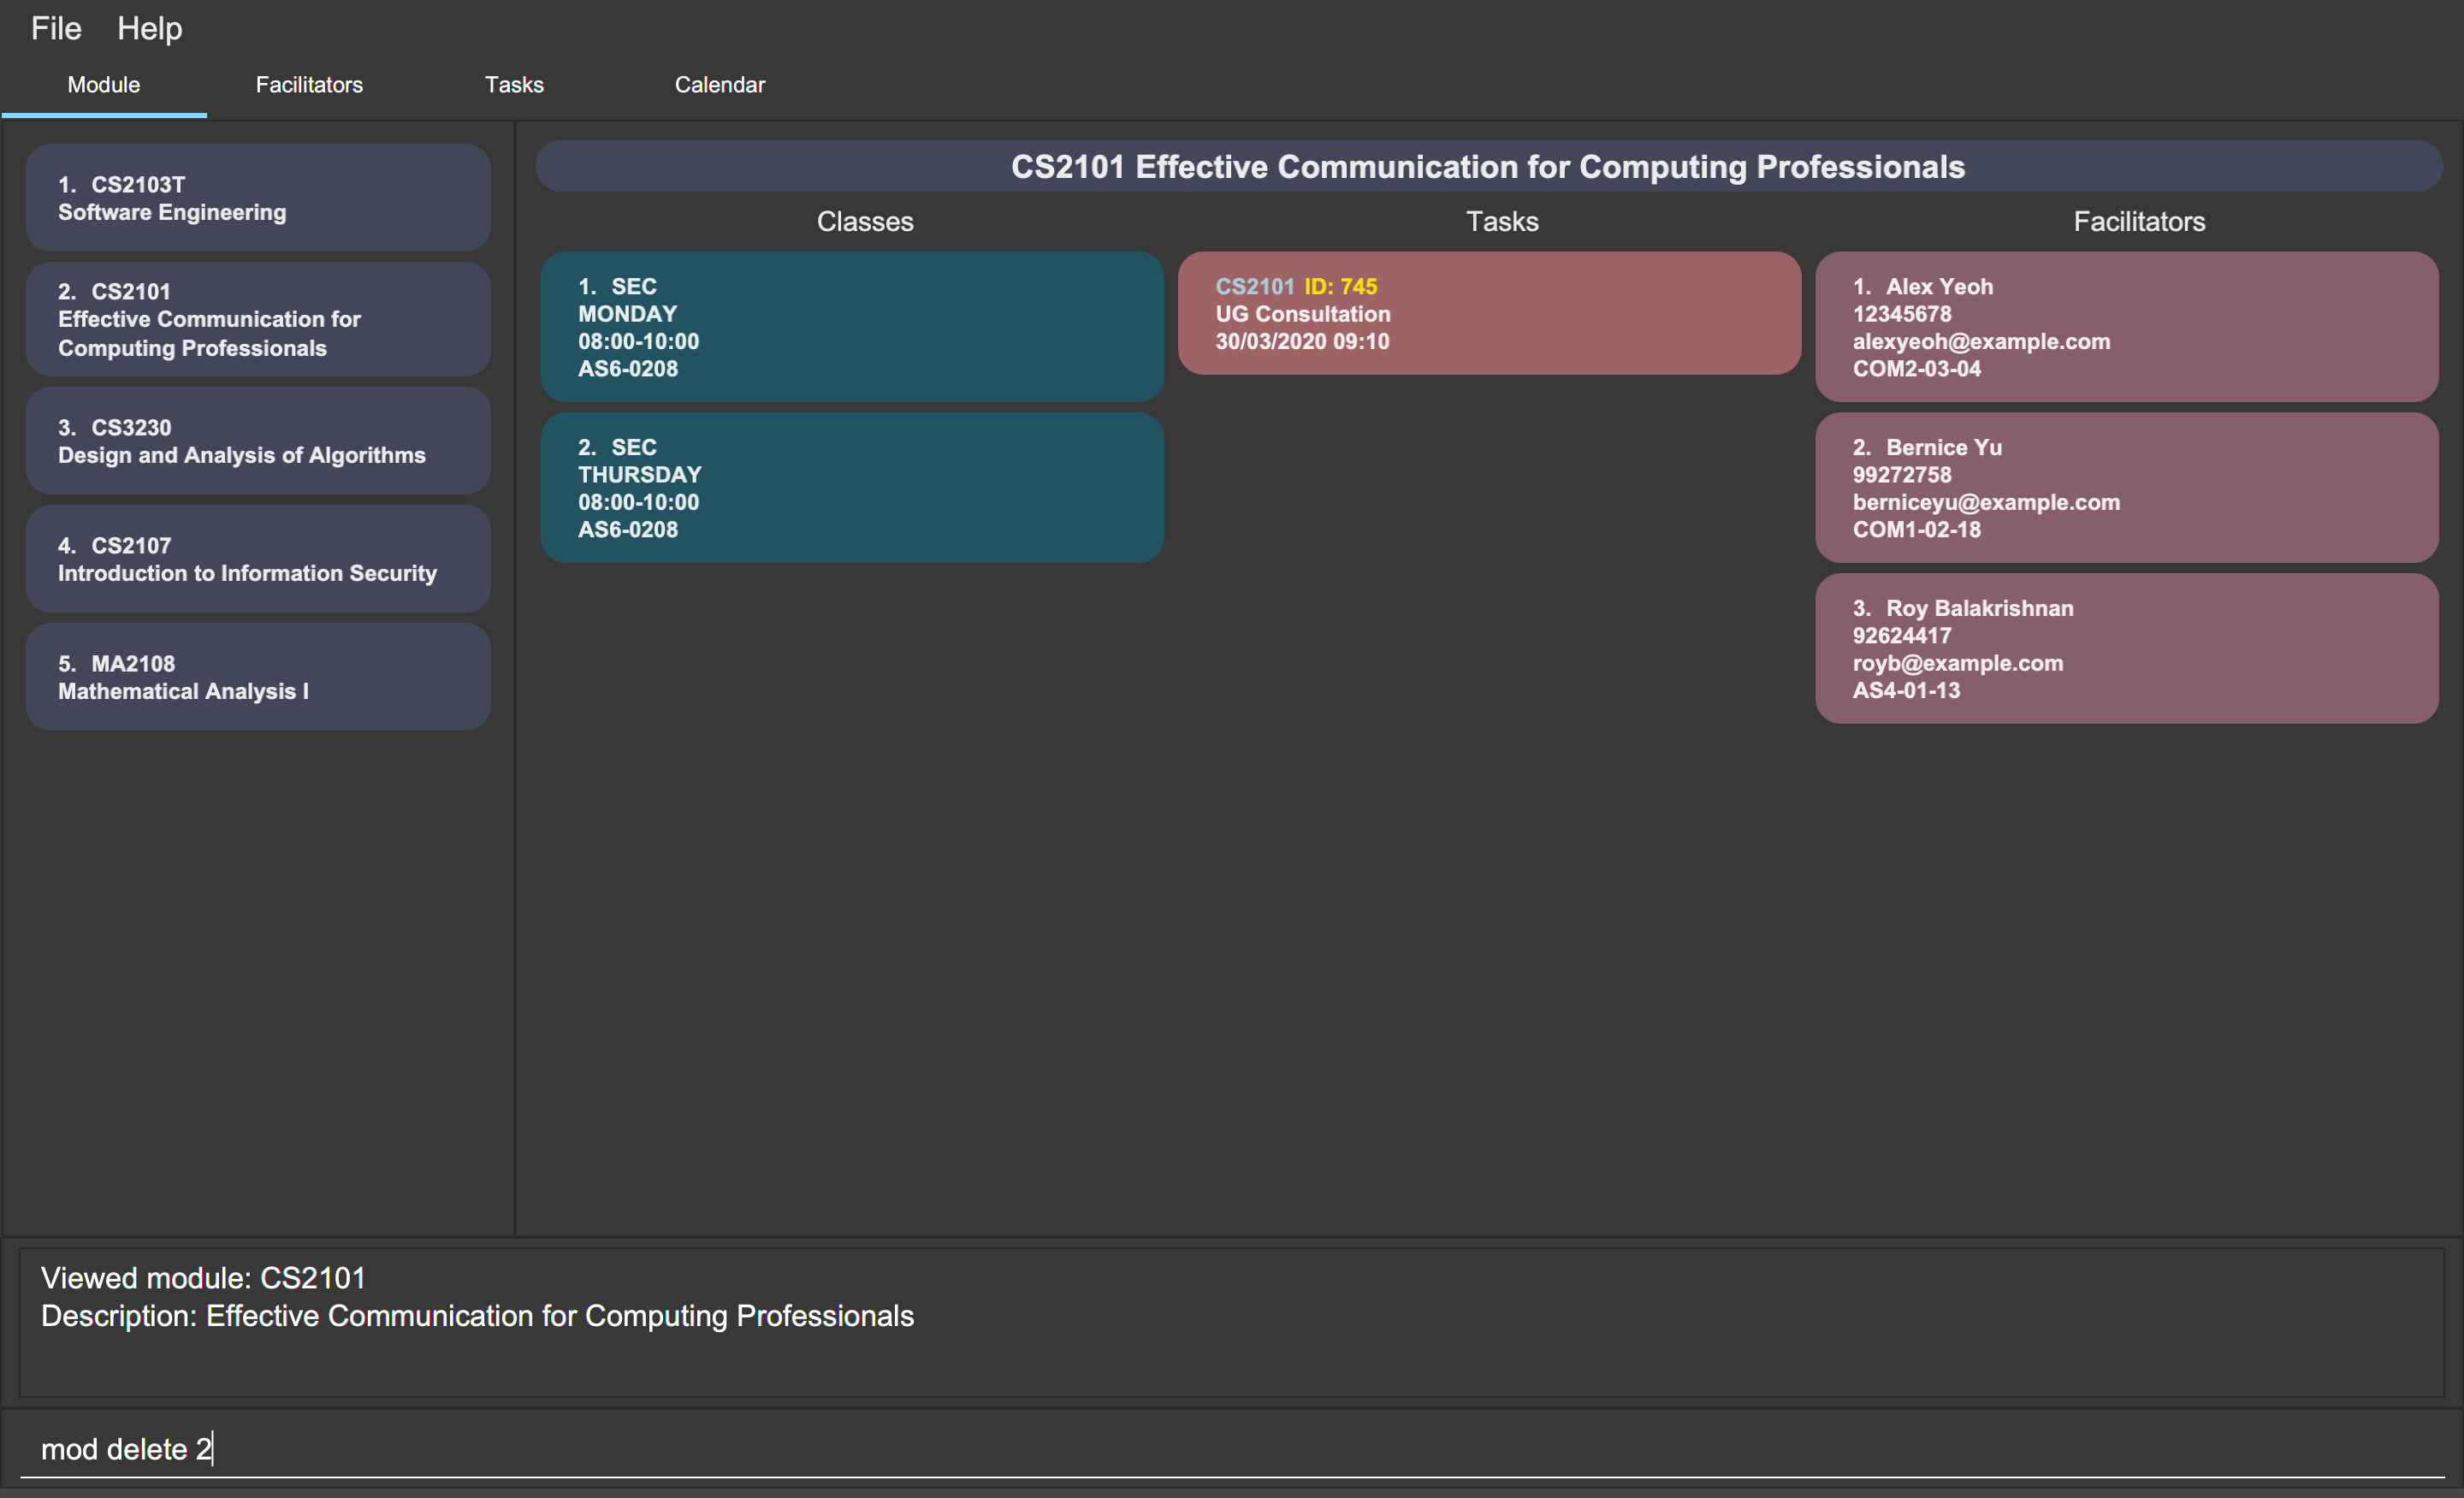 File Help
Module Facilitators Tasks Calendar
1. CS2103T
Software Engineering
2. CS2101
Effective Communication for
Computing Professionals
3. CS3230
Design and Analysis of Algorithms
4. CS2107
Introduction to Information Security
5. MA2108
Mathematical Analysis I
CS2101 Effective Communication for Computing Professionals
Classes
1. SEC
MONDAY
08:00-10:00
AS6-0208
2. SEC
THURSDAY
08:00-10:00
AS6-0208
Tasks
CS2101 ID: 745
UG Consultation
30/03/2020 09:10
Facilitators
1. Alex Yeoh
12345678
alexyeoh@example.com
COM2-03-04
2. Bernice Yu
99272758
berniceyu@example.com
COM1-02-18
3. Roy Balakrishnan
92624417
royb@example.com
AS4-01-13
Viewed module: CS2101
Description: Effective Communication for Computing Professionals
mod delete 2